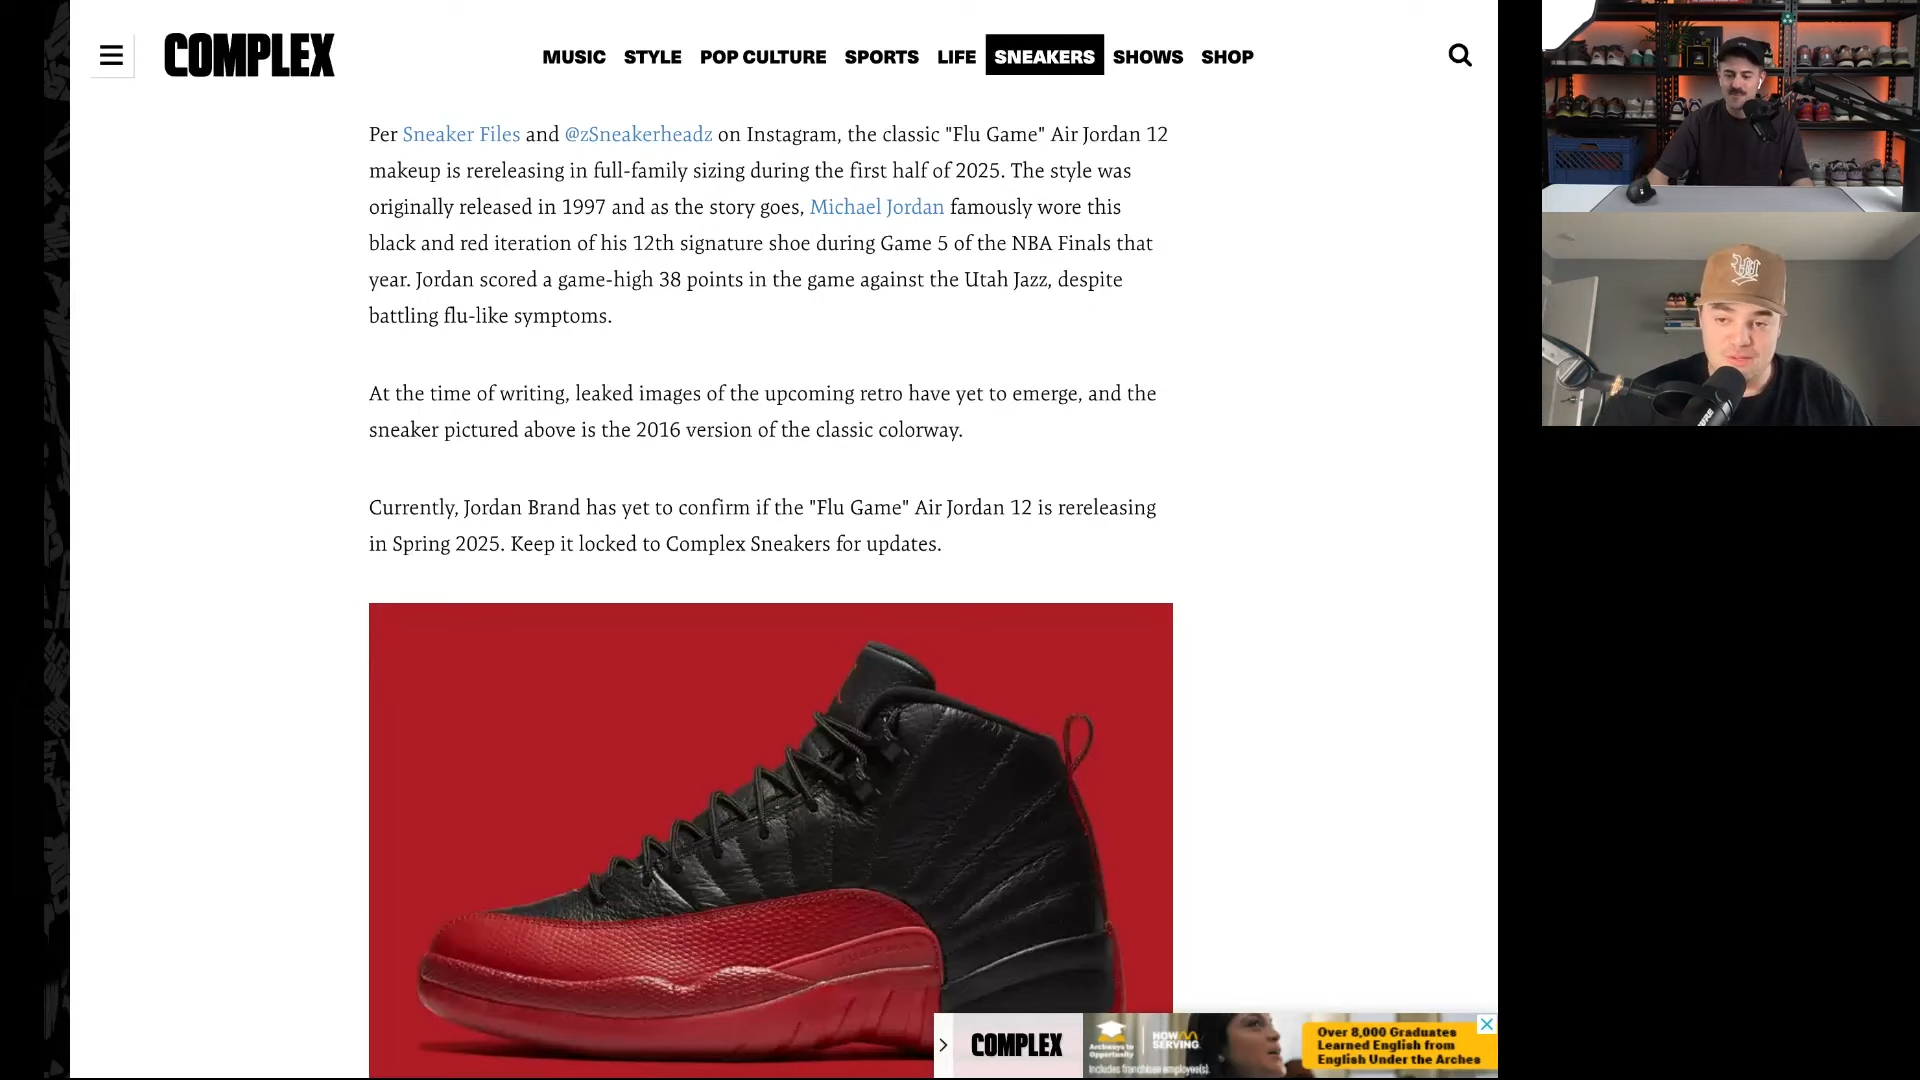 COMPLEX
MUSIC STYLE POP CULTURE SPORTS LIFE SNEAKERS SHOWS SHOP
Per Sneaker Files and @zSneakerheadz on Instagram, the classic "Flu Game" Air Jordan 12
makeup is rereleasing in full-family sizing during the first half of 2025. The style was
originally released in 1997 and as the story goes, Michael Jordan famously wore this
black and red iteration of his 12th signature shoe during Game 5 of the NBA Finals that
year. Jordan scored a game-high 38 points in the game against the Utah Jazz, despite
battling flu-like symptoms.
At the time of writing, leaked images of the upcoming retro have yet to emerge, and the
sneaker pictured above is the 2016 version of the classic colorway.
Currently, Jordan Brand has yet to confirm if the "Flu Game" Air Jordan 12 is rereleasing
in Spring 2025. Keep it locked to Complex Sneakers for updates.
COMPLEX
Archways to
Opportunity
NOW
SERVING
Includes franchise employee(s).
Over 8,000 Graduates
Learned English from
English Under the Arches